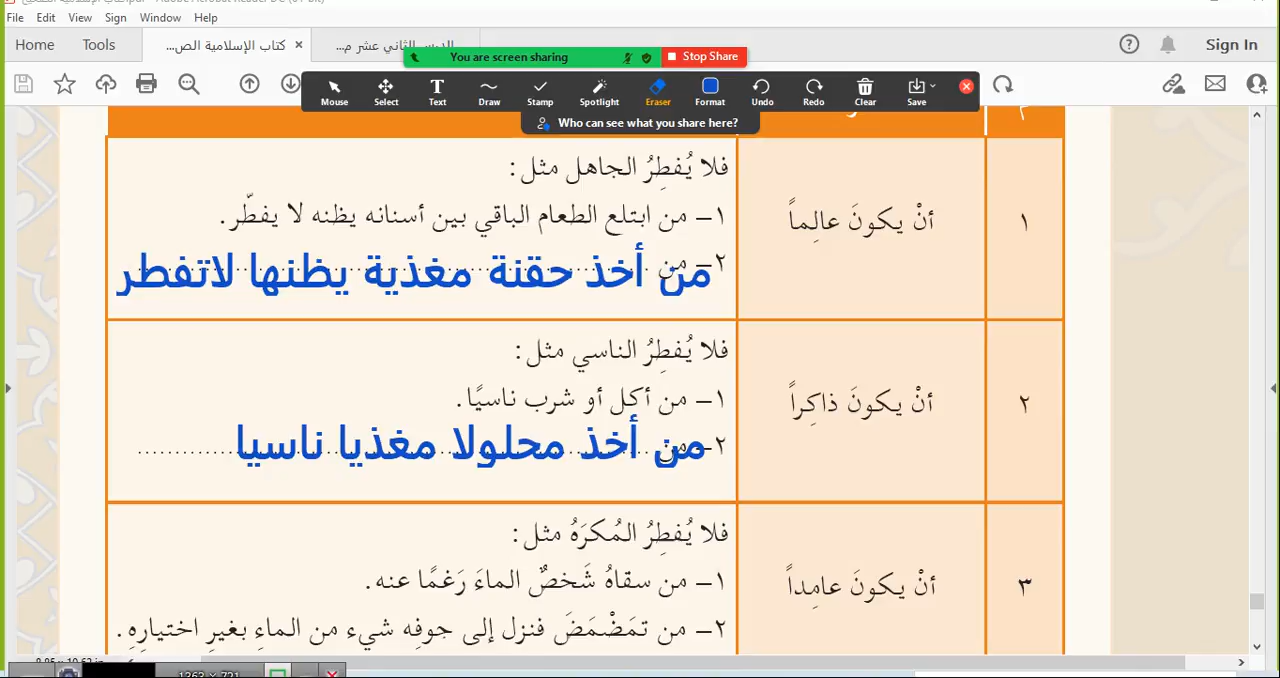 File Edit View Sign Window Help
Home Tools كتاب الإسلامية الص... × الدرس الثاني عشر م... Sign In
You are screen sharing Stop Share
Mouse Select Text Draw Stamp Spotlight Eraser Format Undo Redo Clear Save
Who can see what you share here?
١ أنْ يكونَ عالِماً
فلا يُفطِرُ الجاهل مثل:
١- من ابتلع الطعام الباقي بين أسنانه يظنه لا يفطّر.
٢- من
من أخذ حقنة مغذية يظنها لاتفطر
٢ أنْ يكونَ ذاكِراً
فلا يُفطِرُ الناسي مثل:
١- من أكل أو شرب ناسيًا.
٢- من
من أخذ محلولا مغذيا ناسيا
٣ أنْ يكونَ عامِداً
فلا يُفطِرُ المُكرَهُ مثل:
١- من سقاهُ شَخصٌ الماءَ رَغمًا عنه.
٢- من تمَضْمَضَ فنزل إلى جوفِه شيء من الماءِ بغيرِ اختيارِهِ.